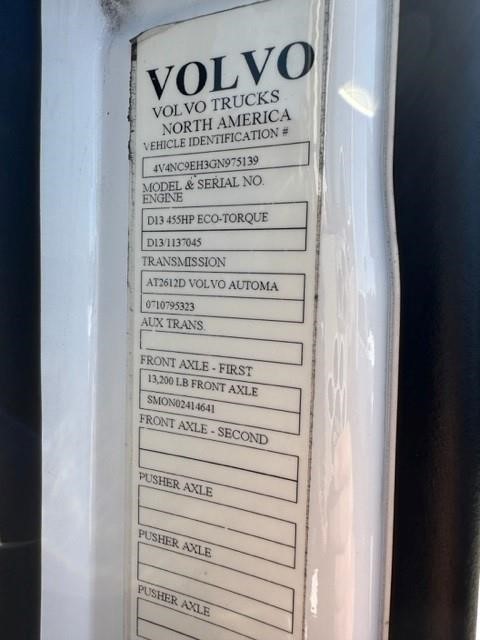 VOLVO
VOLVO TRUCKS
NORTH AMERICA
VEHICLE IDENTIFICATION #
4V4NC9EH3GN975139
MODEL & SERIAL NO.
ENGINE
D13 455HP ECO-TORQUE
D13/1137045
TRANSMISSION
AT2612D VOLVO AUTOMA
0710795323
AUX TRANS.
FRONT AXLE - FIRST
13,200 LB FRONT AXLE
SMON02414641
FRONT AXLE - SECOND
PUSHER AXLE
PUSHER AXLE
PUSHER AXLE